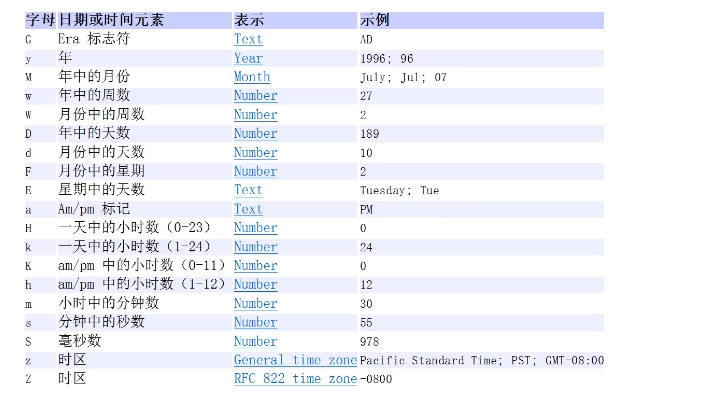 字母 日期或时间元素 表示 示例
G Era 标志符 Text AD
y 年 Year 1996; 96
M 年中的月份 Month July; Jul; 07
w 年中的周数 Number 27
W 月份中的周数 Number 2
D 年中的天数 Number 189
d 月份中的天数 Number 10
F 月份中的星期 Number 2
E 星期中的天数 Text Tuesday; Tue
a Am/pm 标记 Text PM
H 一天中的小时数（0-23） Number 0
k 一天中的小时数（1-24） Number 24
K am/pm 中的小时数（0-11） Number 0
h am/pm 中的小时数（1-12） Number 12
m 小时中的分钟数 Number 30
s 分钟中的秒数 Number 55
S 毫秒数 Number 978
z 时区 General time zone Pacific Standard Time; PST; GMT-08:00
Z 时区 RFC 822 time zone -0800